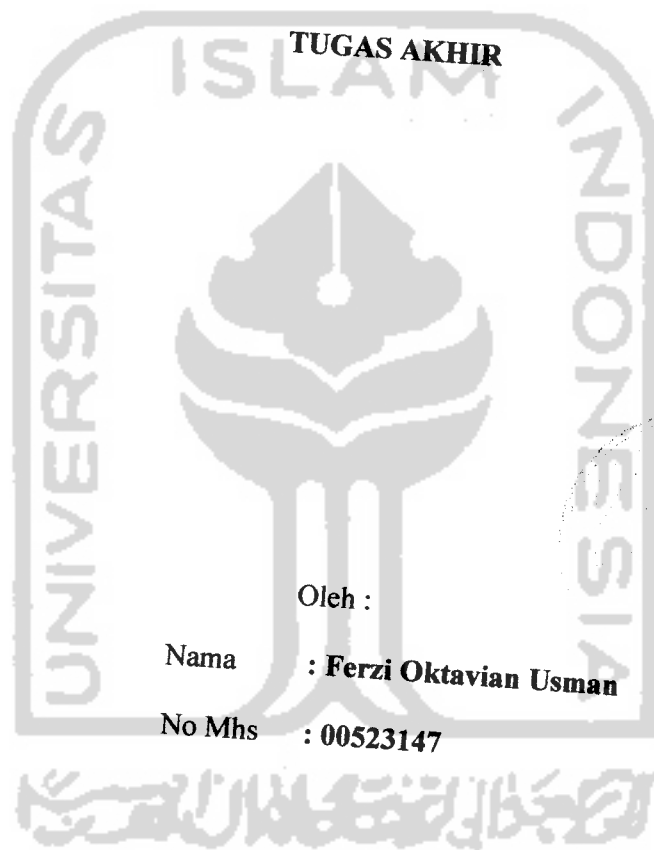 TUGAS AKHIR
UNIVERSITAS
ISLAM
INDONESIA
Oleh :
Nama : Ferzi Oktavian Usman
No Mhs : 00523147